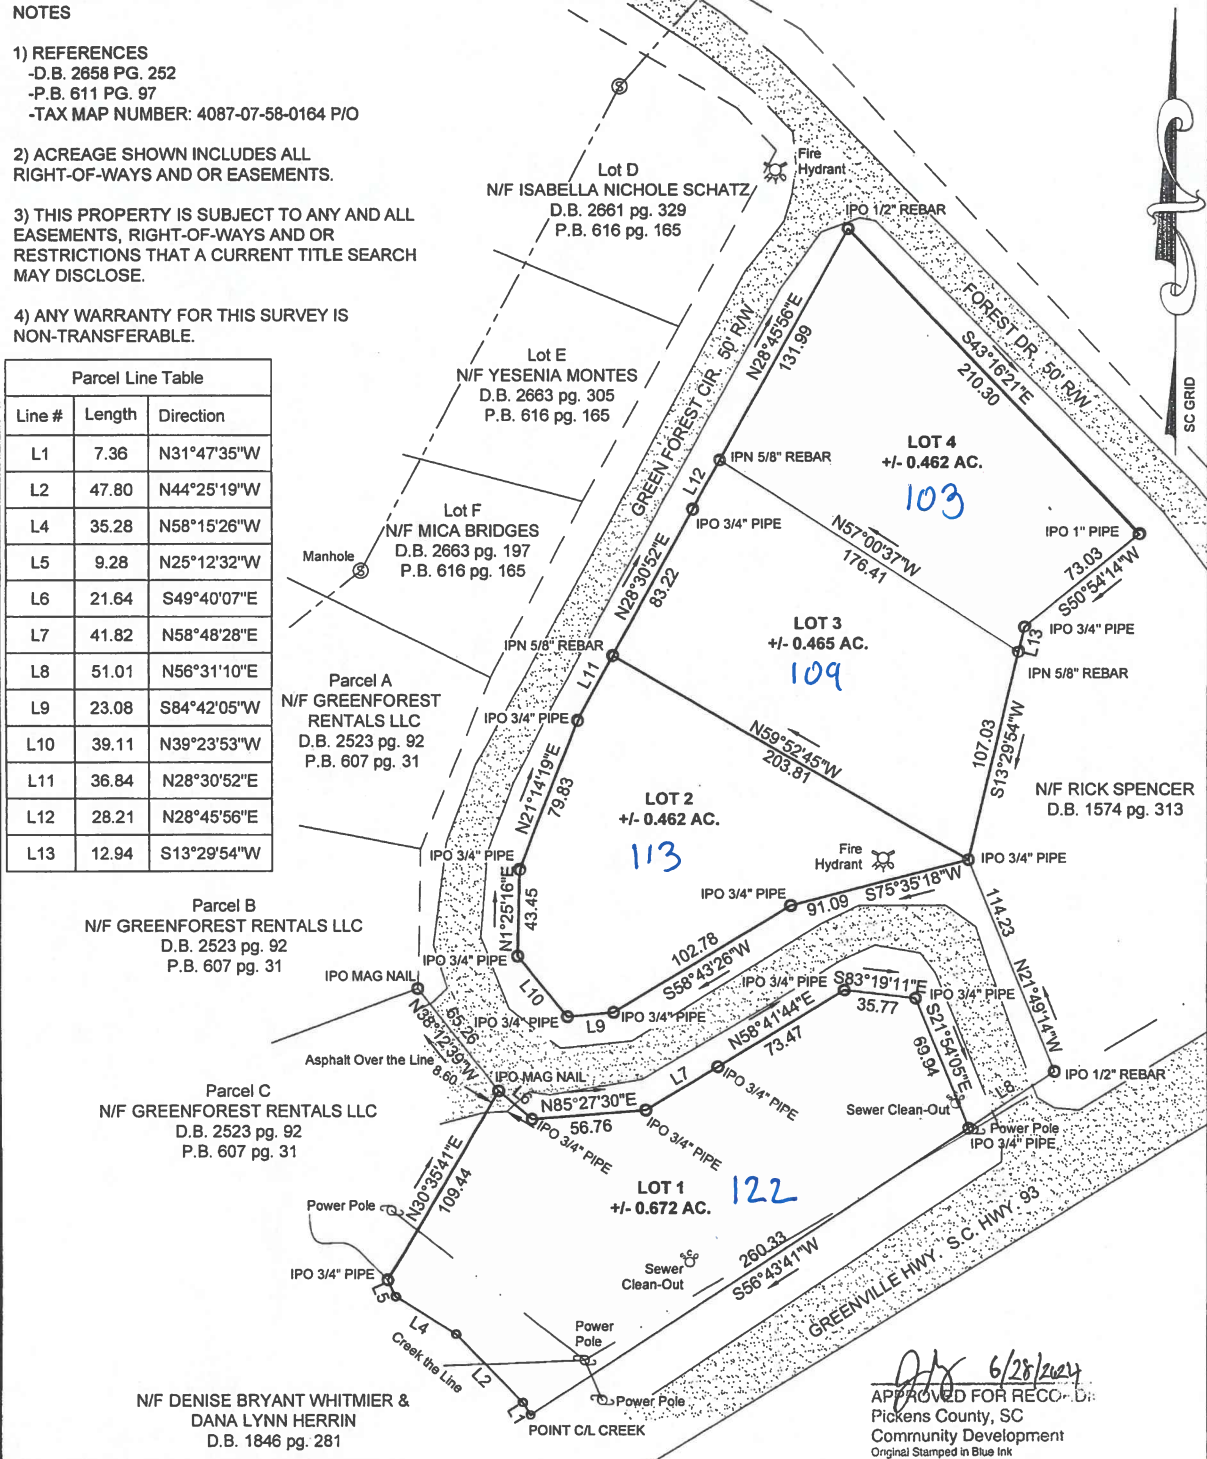 NOTES
1) REFERENCES
-D.B. 2658 PG. 252
-P.B. 611 PG. 97
-TAX MAP NUMBER: 4087-07-58-0164 P/O
2) ACREAGE SHOWN INCLUDES ALL
RIGHT-OF-WAYS AND OR EASEMENTS.
3) THIS PROPERTY IS SUBJECT TO ANY AND ALL
EASEMENTS, RIGHT-OF-WAYS AND OR
RESTRICTIONS THAT A CURRENT TITLE SEARCH
MAY DISCLOSE.
4) ANY WARRANTY FOR THIS SURVEY IS
NON-TRANSFERABLE.
Parcel Line Table
Line # Length Direction
L1 7.36 N31°47'35"W
L2 47.80 N44°25'19"W
L4 35.28 N58°15'26"W
L5 9.28 N25°12'32"W
L6 21.64 S49°40'07"E
L7 41.82 N58°48'28"E
L8 51.01 N56°31'10"E
L9 23.08 S84°42'05"W
L10 39.11 N39°23'53"W
L11 36.84 N28°30'52"E
L12 28.21 N28°45'56"E
L13 12.94 S13°29'54"W
Lot D
N/F ISABELLA NICHOLE SCHATZ
D.B. 2661 pg. 329
P.B. 616 pg. 165
Fire
Hydrant
IPO 1/2" REBAR
SC GRID
FOREST DR. 50' R/W
S43°16'21"E
210.30
N28°45'56"E
131.99
GREEN FOREST CIR. 50' R/W
Lot E
N/F YESENIA MONTES
D.B. 2663 pg. 305
P.B. 616 pg. 165
LOT 4
+/- 0.462 AC.
103
IPN 5/8" REBAR
L12
IPO 3/4" PIPE
Lot F
N/F MICA BRIDGES
D.B. 2663 pg. 197
P.B. 616 pg. 165
Manhole
N57°00'37"W
176.41
IPO 1" PIPE
73.03
S50°54'14"W
N28°30'52"E
83.22
LOT 3
+/- 0.465 AC.
109
IPO 3/4" PIPE
L13
IPN 5/8" REBAR
IPN 5/8" REBAR
L11
Parcel A
N/F GREENFOREST
RENTALS LLC
D.B. 2523 pg. 92
P.B. 607 pg. 31
IPO 3/4" PIPE
N59°52'45"W
203.81
107.03
S13°29'54"W
N/F RICK SPENCER
D.B. 1574 pg. 313
N21°14'19"E
79.83
LOT 2
+/- 0.462 AC.
113
IPO 3/4" PIPE
Fire
Hydrant
IPO 3/4" PIPE
S75°35'18"W
91.09
IPO 3/4" PIPE
N1°25'16"E
43.45
Parcel B
N/F GREENFOREST RENTALS LLC
D.B. 2523 pg. 92
P.B. 607 pg. 31
IPO 3/4" PIPE
102.78
S58°43'26"W
114.23
N21°49'14"W
IPO MAG NAIL
L10
IPO 3/4" PIPE
L9
IPO 3/4" PIPE
IPO 3/4" PIPE
S83°19'11"E
35.77
IPO 3/4" PIPE
65.26
N38°12'39"W
Asphalt Over the Line
8.60
IPO MAG NAIL
L6
N58°41'44"E
73.47
S21°54'05"E
69.94
IPO 1/2" REBAR
L7
L8
Parcel C
N/F GREENFOREST RENTALS LLC
D.B. 2523 pg. 92
P.B. 607 pg. 31
N85°27'30"E
56.76
IPO 3/4" PIPE
IPO 3/4" PIPE
IPO 3/4" PIPE
Sewer Clean-Out
Power Pole
IPO 3/4" PIPE
N30°35'41"E
109.44
LOT 1
+/- 0.672 AC.
122
Power Pole
IPO 3/4" PIPE
L5
S.C.
Sewer
Clean-Out
260.33
S56°43'41"W
GREENVILLE HWY. S.C. HWY. 93
L4
Creek the Line
L2
L1
Power
Pole
Power Pole
POINT C/L CREEK
N/F DENISE BRYANT WHITMIER &
DANA LYNN HERRIN
D.B. 1846 pg. 281
6/28/2024
APPROVED FOR
Pickens County, SC
Community Development
Original Stamped in Blue Ink